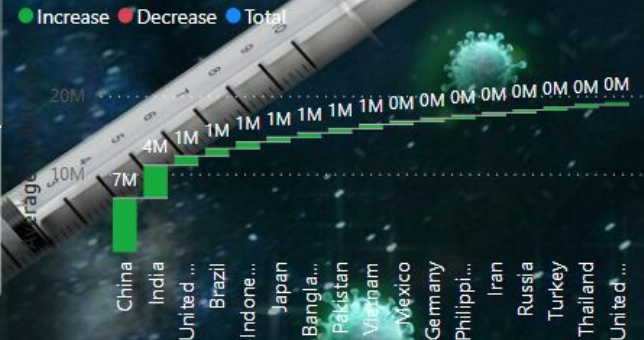 Increase Decrease Total
20M
10M
7M 4M 1M 1M 1M 1M 1M 1M 1M 0M 0M 0M 0M 0M 0M 0M 0M
China
India
United ...
Brazil
Indone...
Japan
Bangla...
Pakistan
Vietnam
Mexico
Germany
Philippi...
Iran
Russia
Turkey
Thailand
United ...